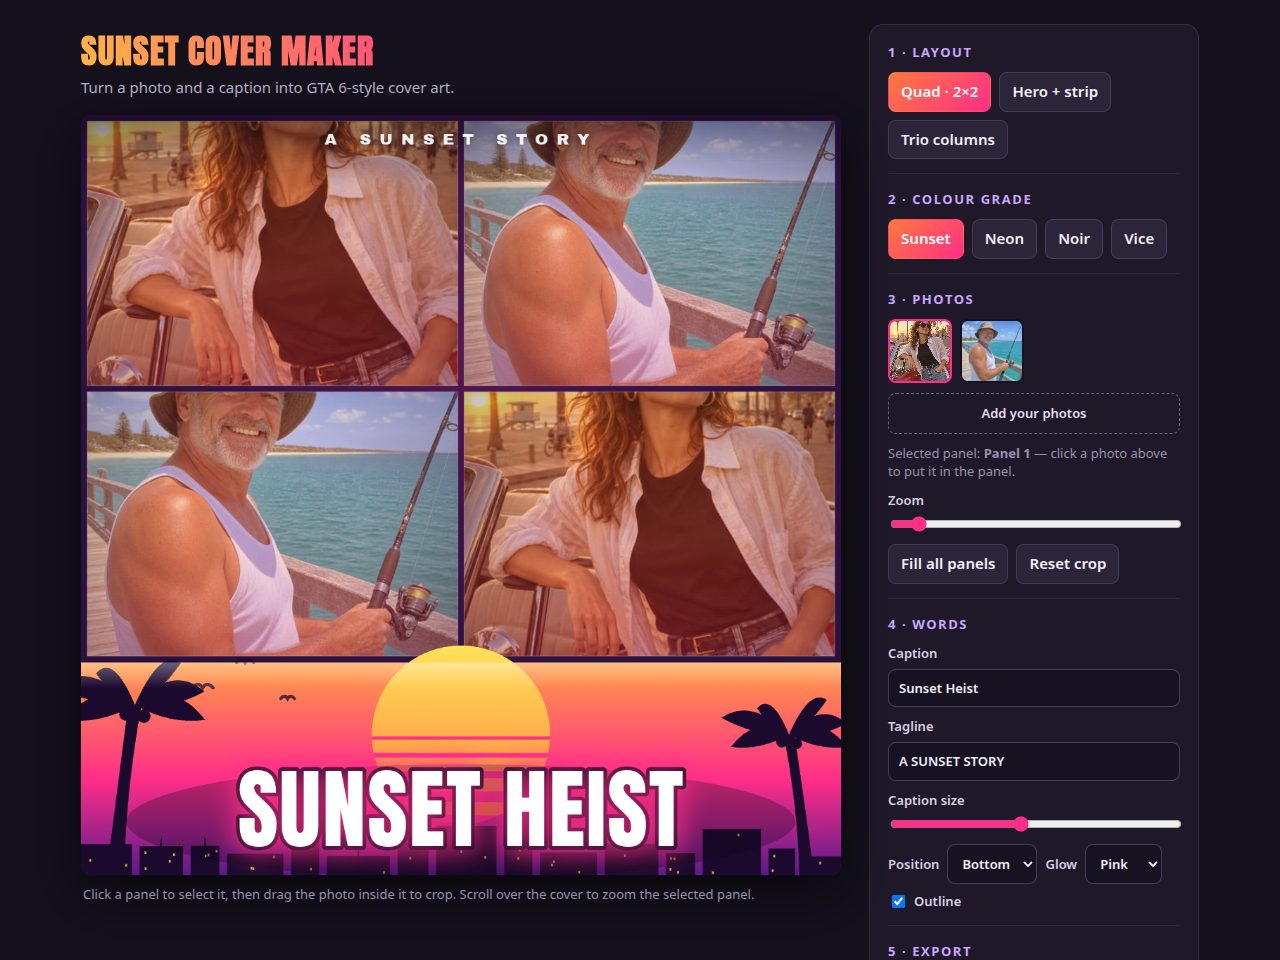 SUNSET COVER MAKER
Turn a photo and a caption into GTA 6-style cover art.
A SUNSET STORY
SUNSET HEIST
Click a panel to select it, then drag the photo inside it to crop. Scroll over the cover to zoom the selected panel.
1 · LAYOUT
Quad · 2×2
Hero + strip
Trio columns
2 · COLOUR GRADE
Sunset
Neon
Noir
Vice
3 · PHOTOS
Add your photos
Selected panel: Panel 1 — click a photo above
to put it in the panel.
Zoom
Fill all panels
Reset crop
4 · WORDS
Caption
Sunset Heist
Tagline
A SUNSET STORY
Caption size
Position
Bottom
Glow
Pink
Outline
5 · EXPORT